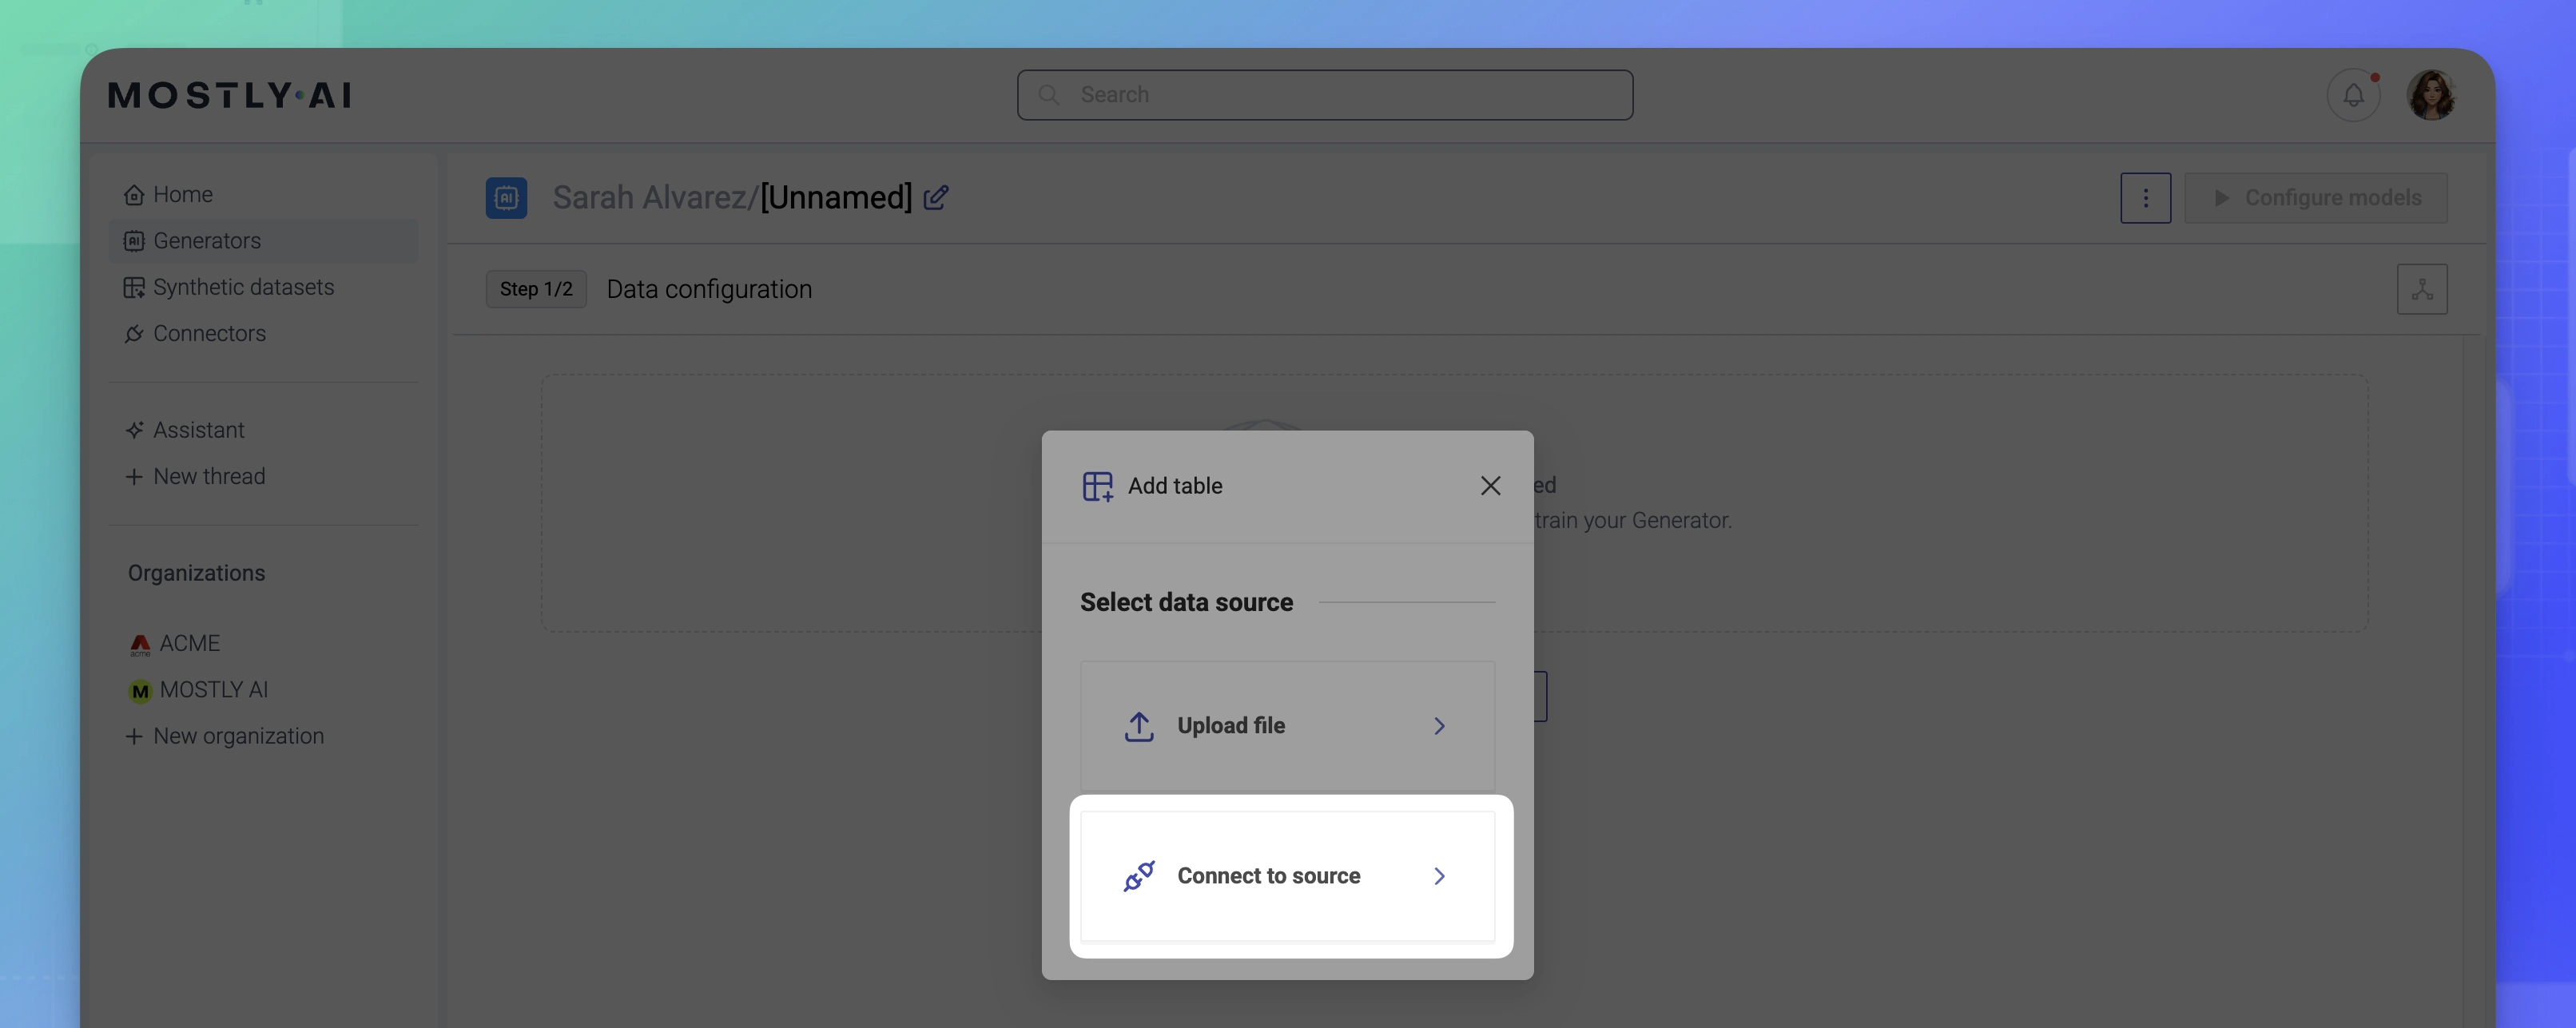 MOSTLY AI
Search
Home
Generators
Synthetic datasets
Connectors
Assistant
New thread
Organizations
acme ACME
M MOSTLY AI
New organization
AI Sarah Alvarez/[Unnamed]
Configure models
Step 1/2 Data configuration
ed
train your Generator.
Add table
Select data source
Upload file
Connect to source